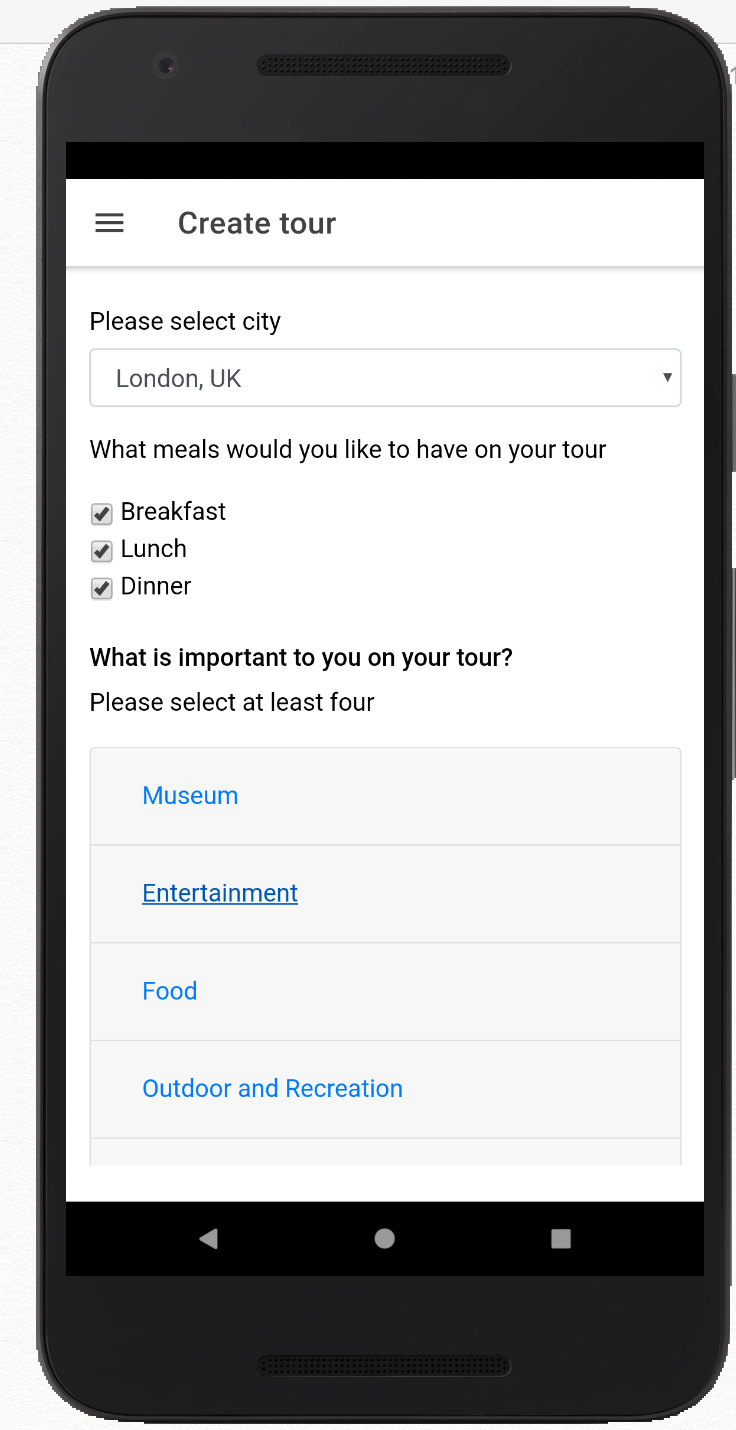 Create tour
Please select city
London, UK
What meals would you like to have on your tour
Breakfast
Lunch
Dinner
What is important to you on your tour?
Please select at least four
Museum
Entertainment
Food
Outdoor and Recreation